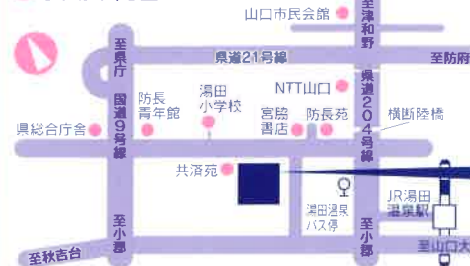 山口市民会館
至津和野
至県庁
県道21号線
至防府
国道9号線
防長
青年館
湯田
小学校
NTT山口
県道204号線
県総合庁舎
宮脇
書店
防長苑
横断陸橋
共済苑
湯田温泉
バス停
JR湯田
温泉駅
至小郡
至小郡
至秋吉台
至山口大